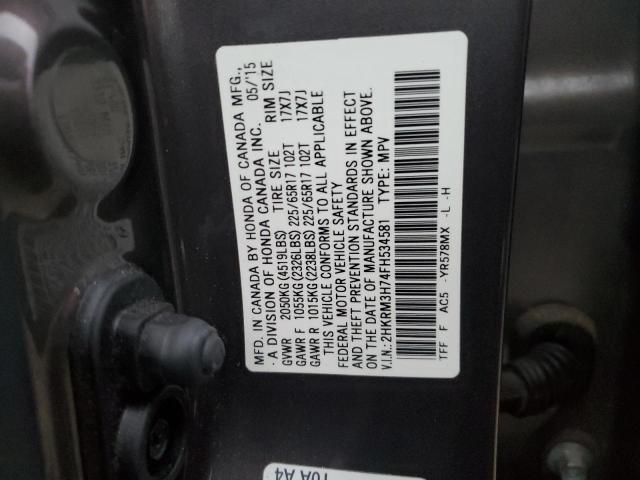 MFD. IN CANADA BY HONDA OF CANADA MFG.,
A DIVISION OF HONDA CANADA INC. 05/'15
GVWR 2050KG(4519LBS) TIRE SIZE RIM SIZE
GAWR F 1055KG(2326LBS) 225/65R17 102T 17X7J
GAWR R 1015KG(2238LBS) 225/65R17 102T 17X7J
THIS VEHICLE CONFORMS TO ALL APPLICABLE
FEDERAL MOTOR VEHICLE SAFETY
AND THEFT PREVENTION STANDARDS IN EFFECT
ON THE DATE OF MANUFACTURE SHOWN ABOVE.
V.I.N.: 2HKRM3H74FH534581 TYPE: MPV
TFF F AC5 -YR578MX -L -H
10A A4